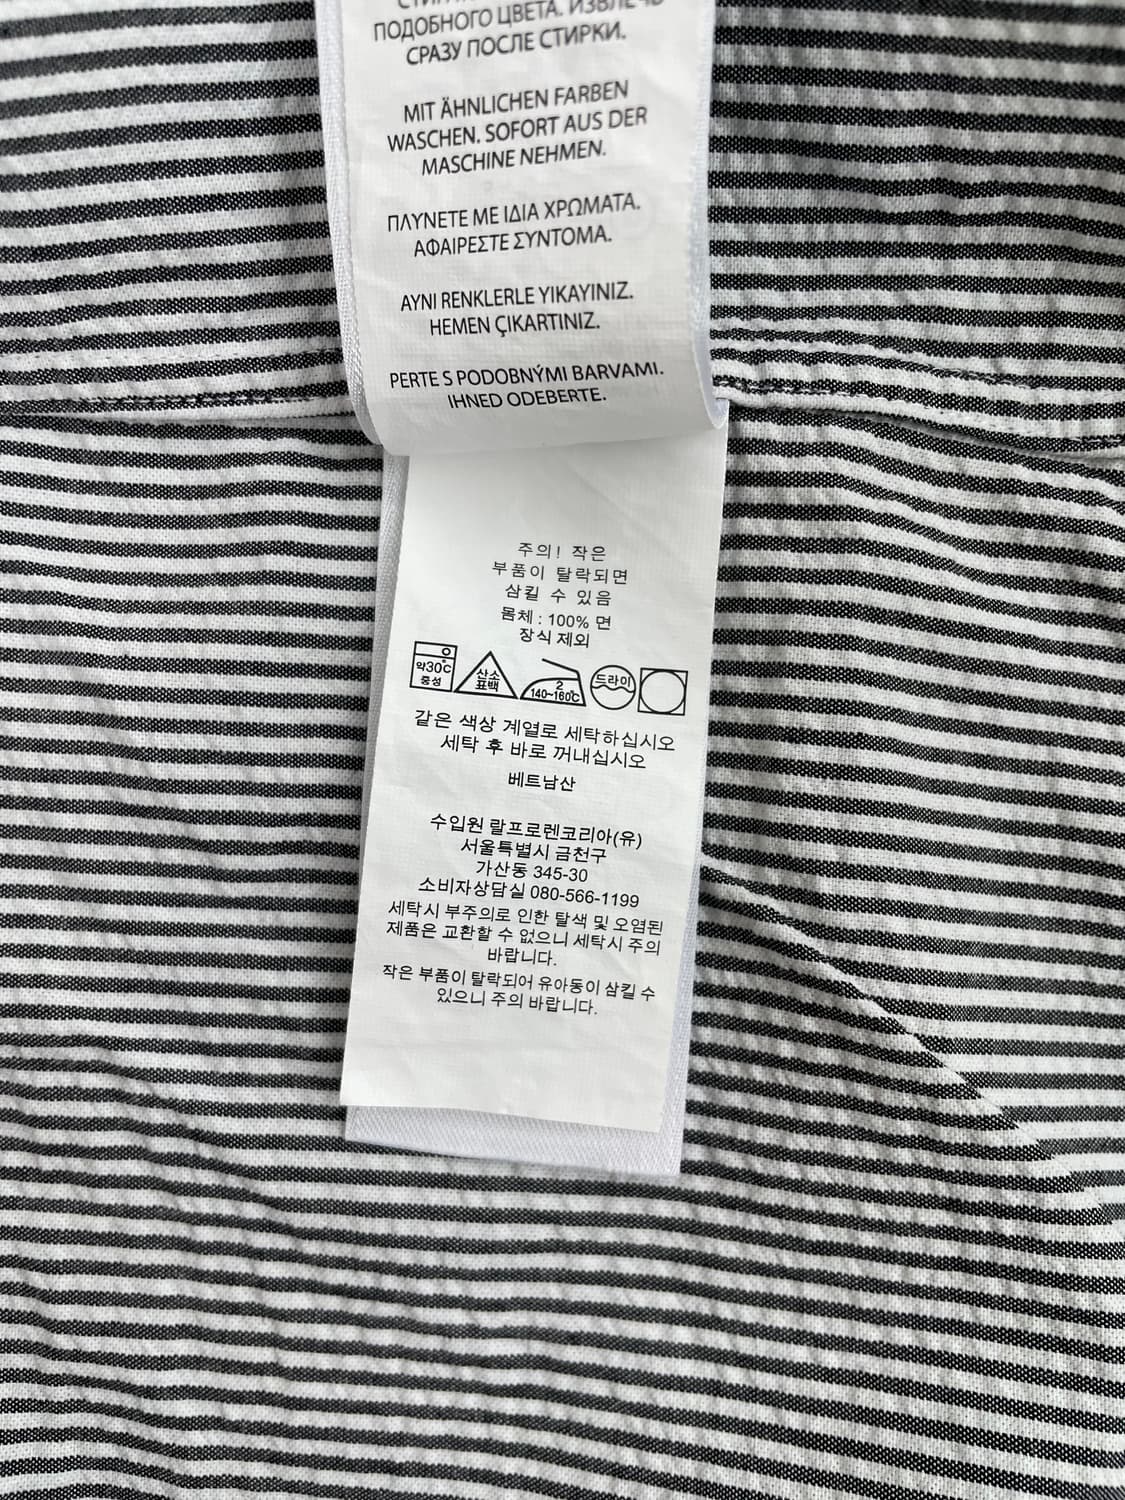 ПОДОБНОГО ЦВЕТА. ИЗВЛЕЧЬ
СРАЗУ ПОСЛЕ СТИРКИ.
MIT ÄHNLICHEN FARBEN
WASCHEN. SOFORT AUS DER
MASCHINE NEHMEN.
ΠΛΥΝΕΤΕ ΜΕ ΙΔΙΑ ΧΡΩΜΑΤΑ.
ΑΦΑΙΡΕΣΤΕ ΣΥΝΤΟΜΑ.
AYNI RENKLERLE YIKAYINIZ.
HEMEN ÇIKARTINIZ.
PERTE S PODOBNÝMI BARVAMI.
IHNED ODEBERTE.
주의! 작은
부품이 탈락되면
삼킬 수 있음
몸체 : 100% 면
장식 제외
약30℃
중성
산소
표백
2
140~160℃
드라이
같은 색상 계열로 세탁하십시오
세탁 후 바로 꺼내십시오
베트남산
수입원 랄프로렌코리아(유)
서울특별시 금천구
가산동 345-30
소비자상담실 080-566-1199
세탁시 부주의로 인한 탈색 및 오염된
제품은 교환할 수 없으니 세탁시 주의
바랍니다.
작은 부품이 탈락되어 유아동이 삼킬 수
있으니 주의 바랍니다.